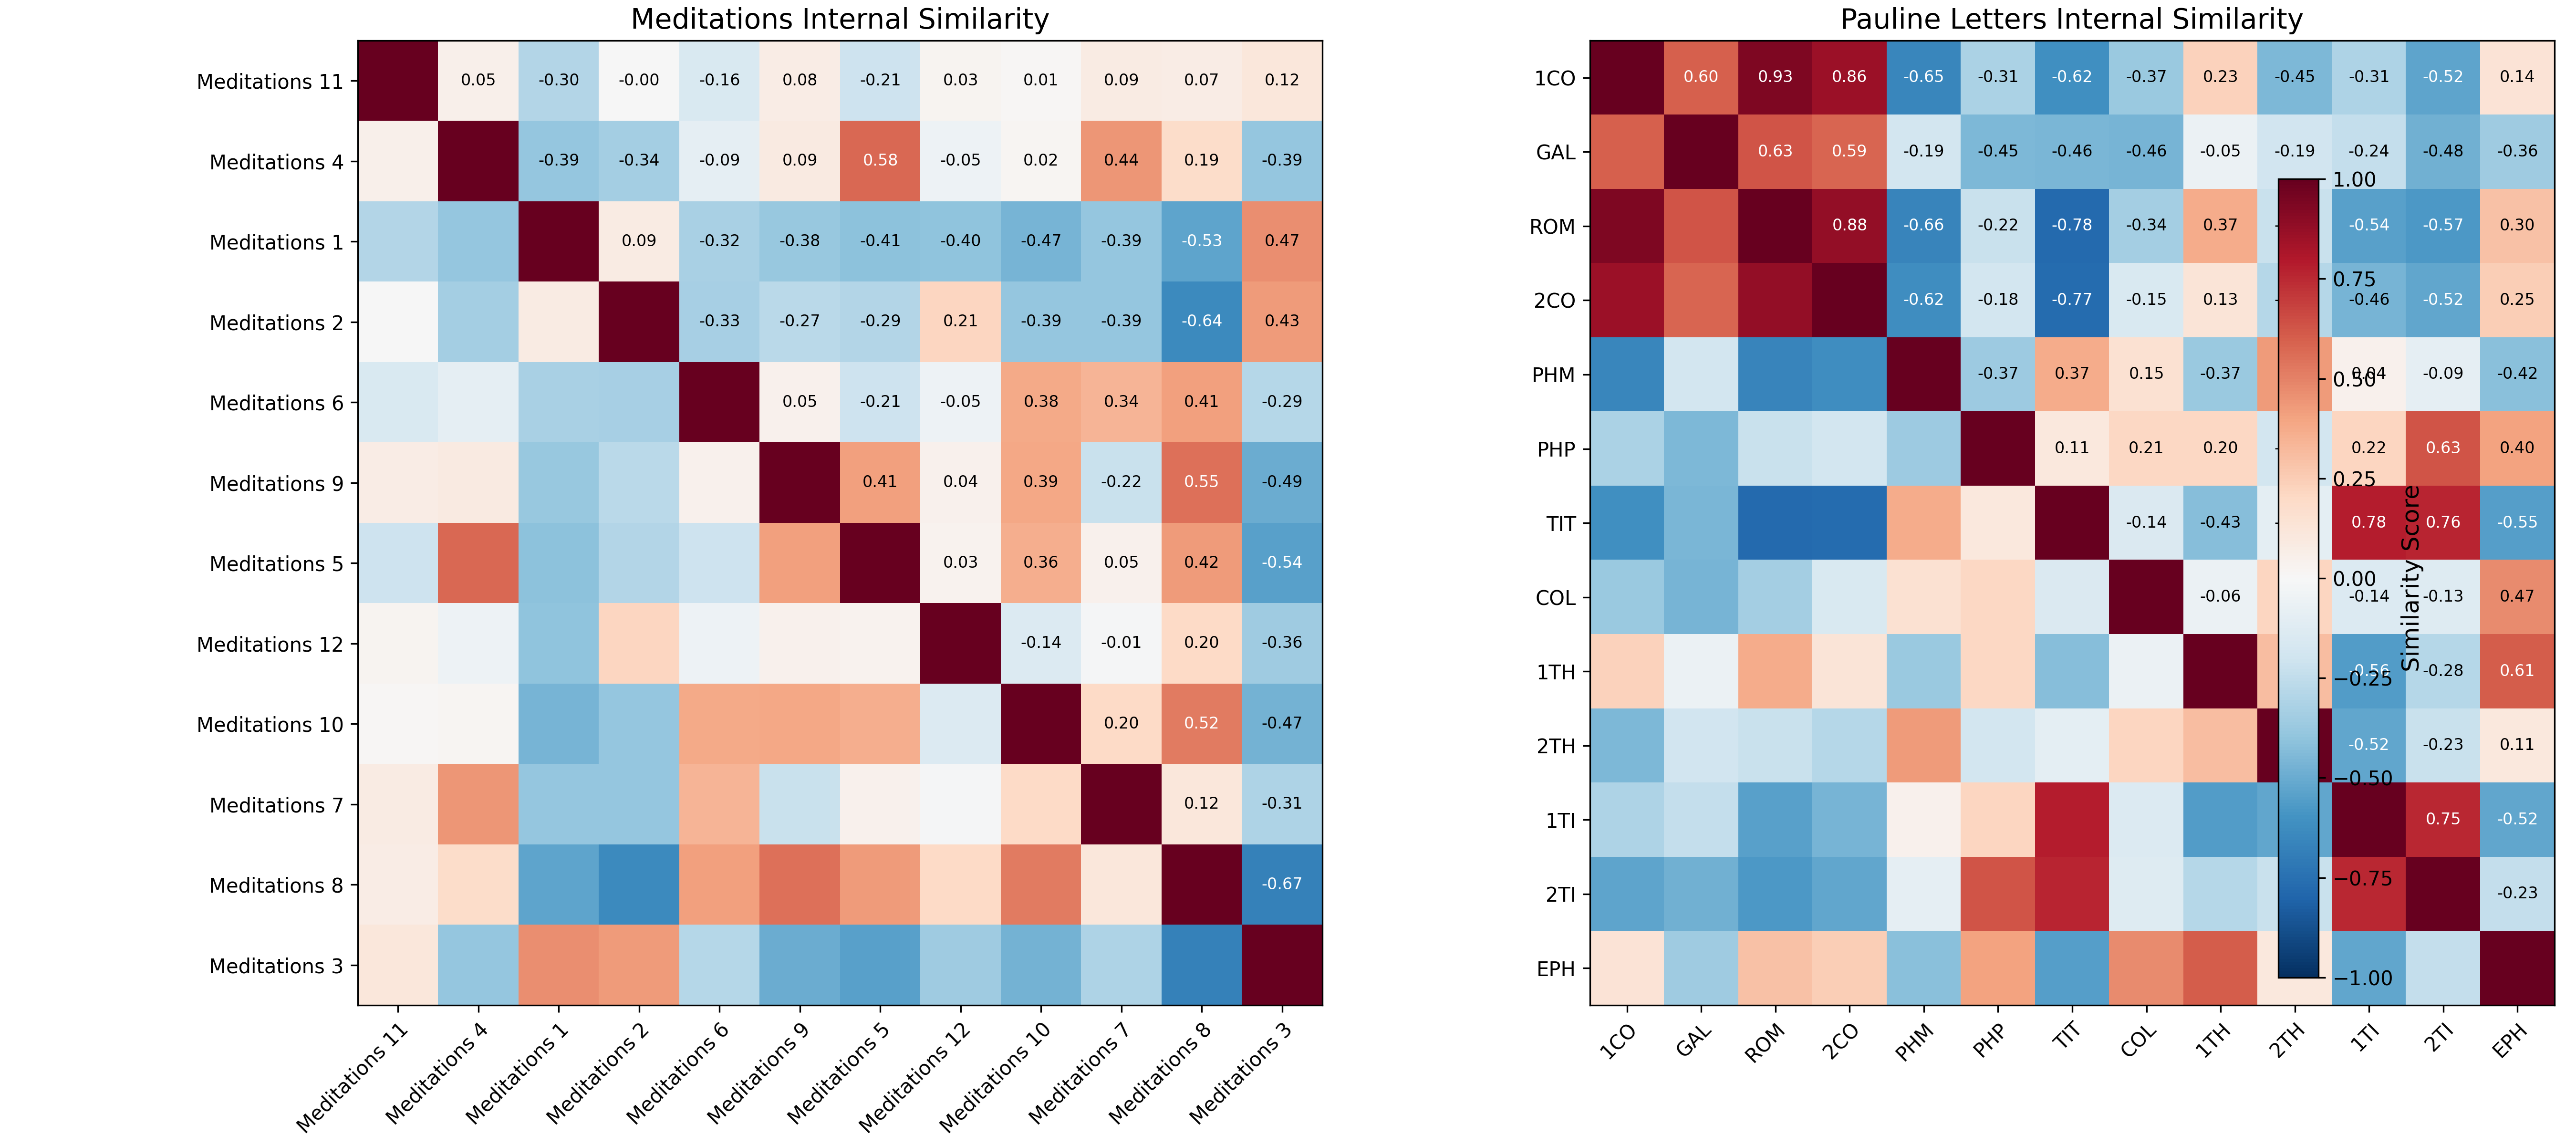 Meditations Internal Similarity
Pauline Letters Internal Similarity
Meditations 11 0.05 -0.30 -0.00 -0.16 0.08 -0.21 0.03 0.01 0.09 0.07 0.12
Meditations 4 -0.39 -0.34 -0.09 0.09 0.58 -0.05 0.02 0.44 0.19 -0.39
Meditations 1 0.09 -0.32 -0.38 -0.41 -0.40 -0.47 -0.39 -0.53 0.47
Meditations 2 -0.33 -0.27 -0.29 0.21 -0.39 -0.39 -0.64 0.43
Meditations 6 0.05 -0.21 -0.05 0.38 0.34 0.41 -0.29
Meditations 9 0.41 0.04 0.39 -0.22 0.55 -0.49
Meditations 5 0.03 0.36 0.05 0.42 -0.54
Meditations 12 -0.14 -0.01 0.20 -0.36
Meditations 10 0.20 0.52 -0.47
Meditations 7 0.12 -0.31
Meditations 8 -0.67
Meditations 3
Meditations 11 Meditations 4 Meditations 1 Meditations 2 Meditations 6 Meditations 9 Meditations 5 Meditations 12 Meditations 10 Meditations 7 Meditations 8 Meditations 3
1CO 0.60 0.93 0.86 -0.65 -0.31 -0.62 -0.37 0.23 -0.45 -0.31 -0.52 0.14
GAL 0.63 0.59 -0.19 -0.45 -0.46 -0.46 -0.05 -0.19 -0.24 -0.48 -0.36
ROM 0.88 -0.66 -0.22 -0.78 -0.34 0.37 -0.54 -0.57 0.30
2CO -0.62 -0.18 -0.77 -0.15 0.13 -0.46 -0.52 0.25
PHM -0.37 0.37 0.15 -0.37 0.04 -0.09 -0.42
PHP 0.11 0.21 0.20 0.22 0.63 0.40
TIT -0.14 -0.43 0.78 0.76 -0.55
COL -0.06 -0.14 -0.13 0.47
1TH -0.56 -0.28 0.61
2TH -0.52 -0.23 0.11
1TI 0.75 -0.52
2TI -0.23
EPH
1CO GAL ROM 2CO PHM PHP TIT COL 1TH 2TH 1TI 2TI EPH
1.00
0.75
0.50
0.25
0.00
−0.25
−0.50
−0.75
−1.00
Similarity Score